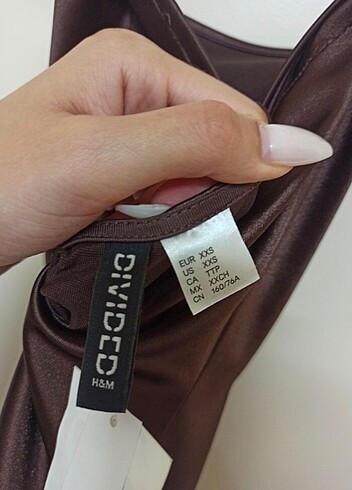 DIVIDED
H&M
EUR XXS
US XXS
CA TTP
MX XXCH
CN 160/76A